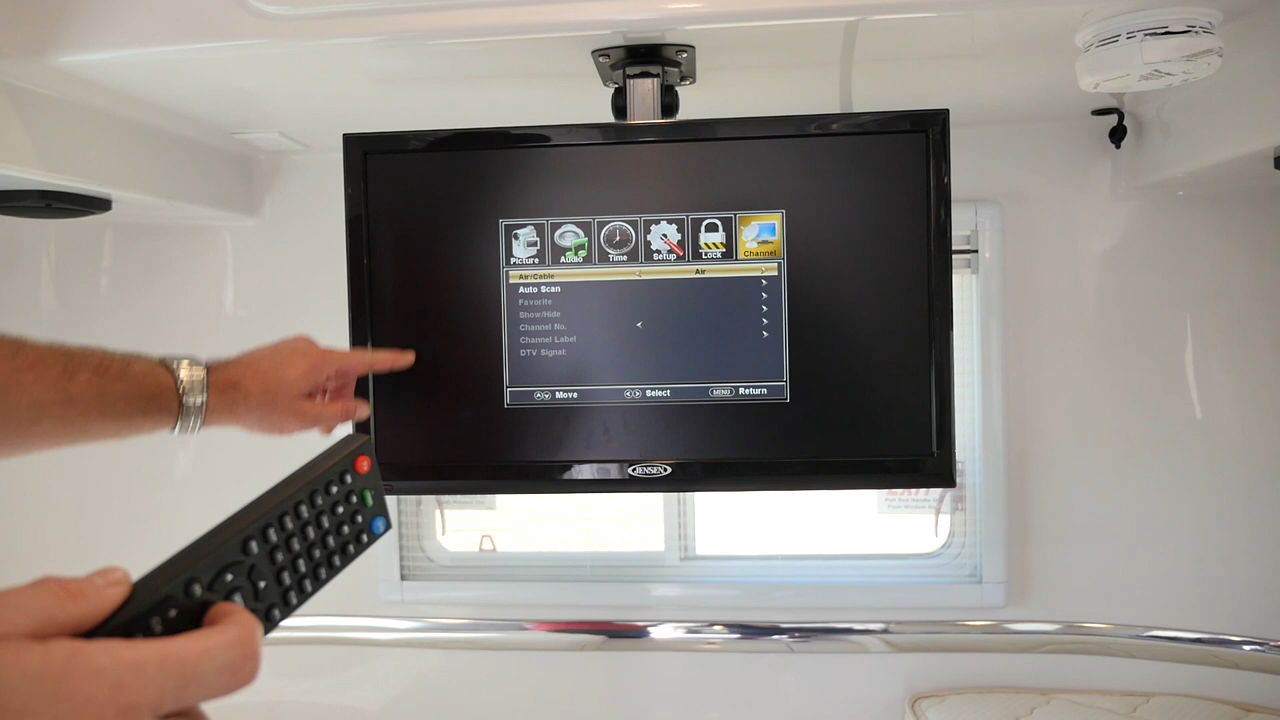 Picture Audio Time Setup Lock Channel
Air/Cable Air
Auto Scan
Favorite
Show/Hide
Channel No.
Channel Label
DTV Signal:
Move Select MENU Return
JENSEN
EXIT